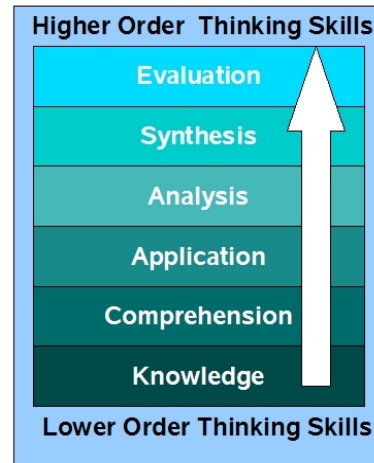 Higher Order Thinking Skills
Evaluation
Synthesis
Analysis
Application
Comprehension
Knowledge
Lower Order Thinking Skills